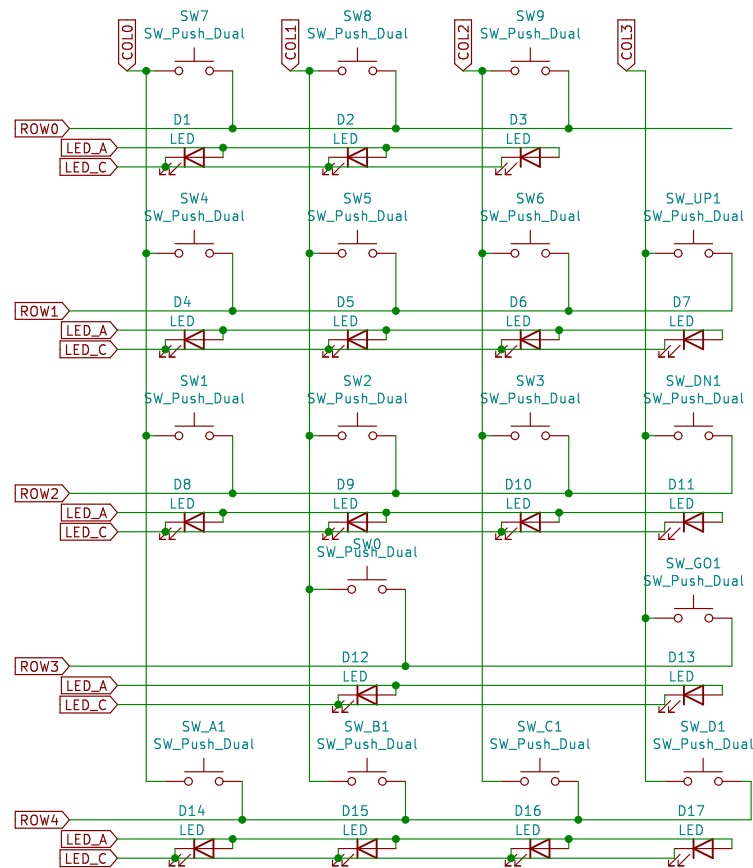 SW7 SW8 SW9
SW_Push_Dual SW_Push_Dual SW_Push_Dual
COL0 COL1 COL2 COL3
D1 D2 D3
ROW0
LED LED LED
LED_A
LED_C
SW4 SW5 SW6 SW_UP1
SW_Push_Dual SW_Push_Dual SW_Push_Dual SW_Push_Dual
D4 D5 D6 D7
ROW1
LED LED LED LED
LED_A
LED_C
SW1 SW2 SW3 SW_DN1
SW_Push_Dual SW_Push_Dual SW_Push_Dual SW_Push_Dual
D8 D9 D10 D11
ROW2
LED LED LED LED
LED_A
LED_C
SW0
SW_Push_Dual
SW_GO1
SW_Push_Dual
D12 D13
ROW3
LED LED
LED_A
LED_C
SW_A1 SW_B1 SW_C1 SW_D1
SW_Push_Dual SW_Push_Dual SW_Push_Dual SW_Push_Dual
D14 D15 D16 D17
ROW4
LED LED LED LED
LED_A
LED_C